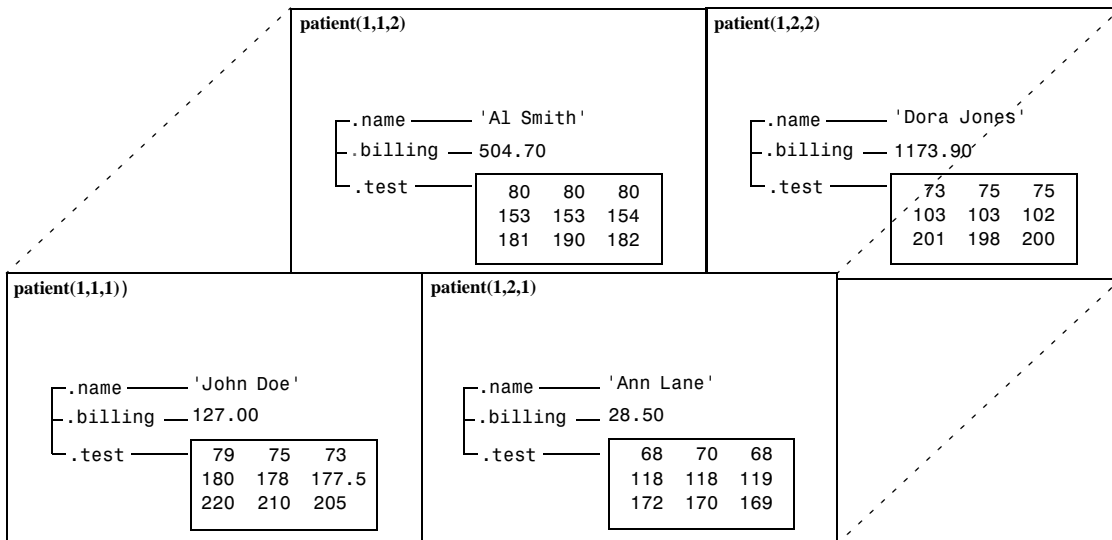 patient(1,1,2)
.name 'Al Smith'
.billing 504.70
.test
80 80 80
153 153 154
181 190 182
patient(1,2,2)
.name 'Dora Jones'
.billing 1173.90
.test
73 75 75
103 103 102
201 198 200
patient(1,1,1))
.name 'John Doe'
.billing 127.00
.test
79 75 73
180 178 177.5
220 210 205
patient(1,2,1)
.name 'Ann Lane'
.billing 28.50
.test
68 70 68
118 118 119
172 170 169